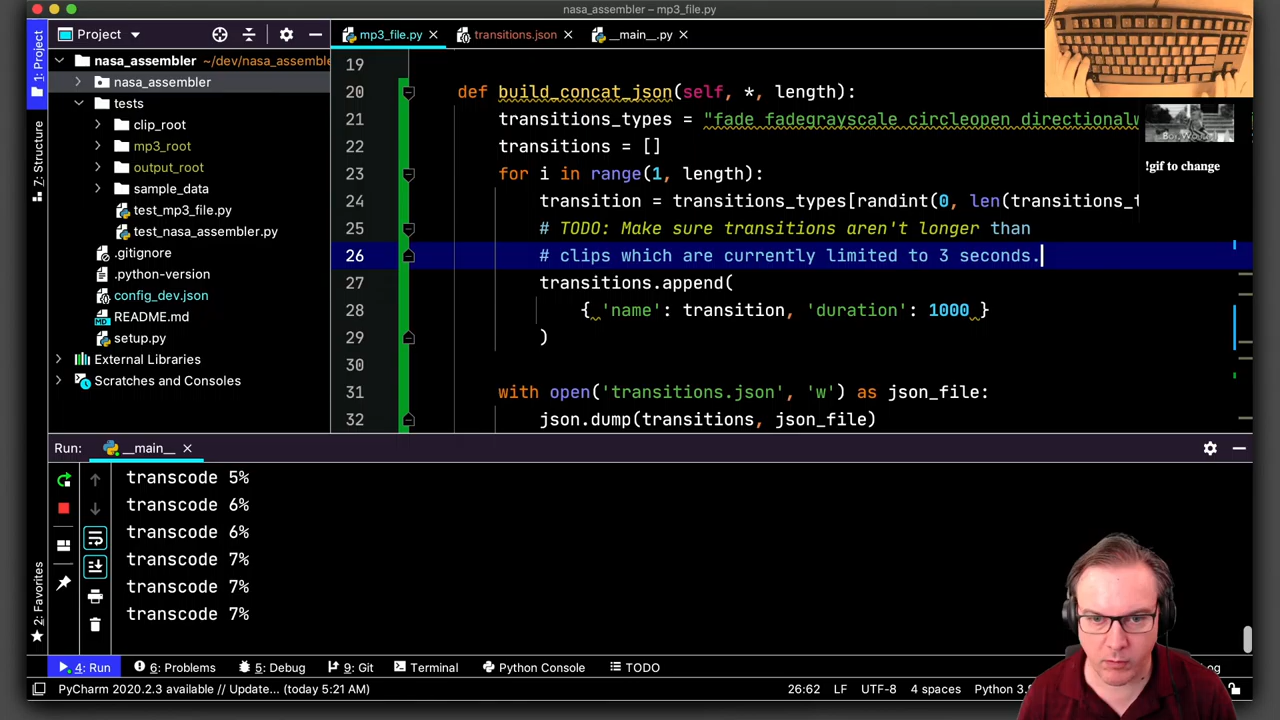 nasa_assembler – mp3_file.py
Project
mp3_file.py
transitions.json
__main__.py
1: Project
7: Structure
2: Favorites
nasa_assembler ~/dev/nasa_assemble
nasa_assembler
tests
clip_root
mp3_root
output_root
sample_data
test_mp3_file.py
test_nasa_assembler.py
.gitignore
.python-version
config_dev.json
README.md
setup.py
External Libraries
Scratches and Consoles
19
20 def build_concat_json(self, *, length):
21 transitions_types = "fade fadegrayscale circleopen directionalw
22 transitions = []
23 for i in range(1, length):
24 transition = transitions_types[randint(0, len(transitions_t
25 # TODO: Make sure transitions aren't longer than
26 # clips which are currently limited to 3 seconds.
27 transitions.append(
28 { 'name': transition, 'duration': 1000 }
29 )
30
31 with open('transitions.json', 'w') as json_file:
32 json.dump(transitions, json_file)
!gif to change
Run: __main__
transcode 5%
transcode 6%
transcode 6%
transcode 7%
transcode 7%
transcode 7%
4: Run
6: Problems
5: Debug
9: Git
Terminal
Python Console
TODO
PyCharm 2020.2.3 available // Update... (today 5:21 AM)
26:62 LF UTF-8 4 spaces Python 3.